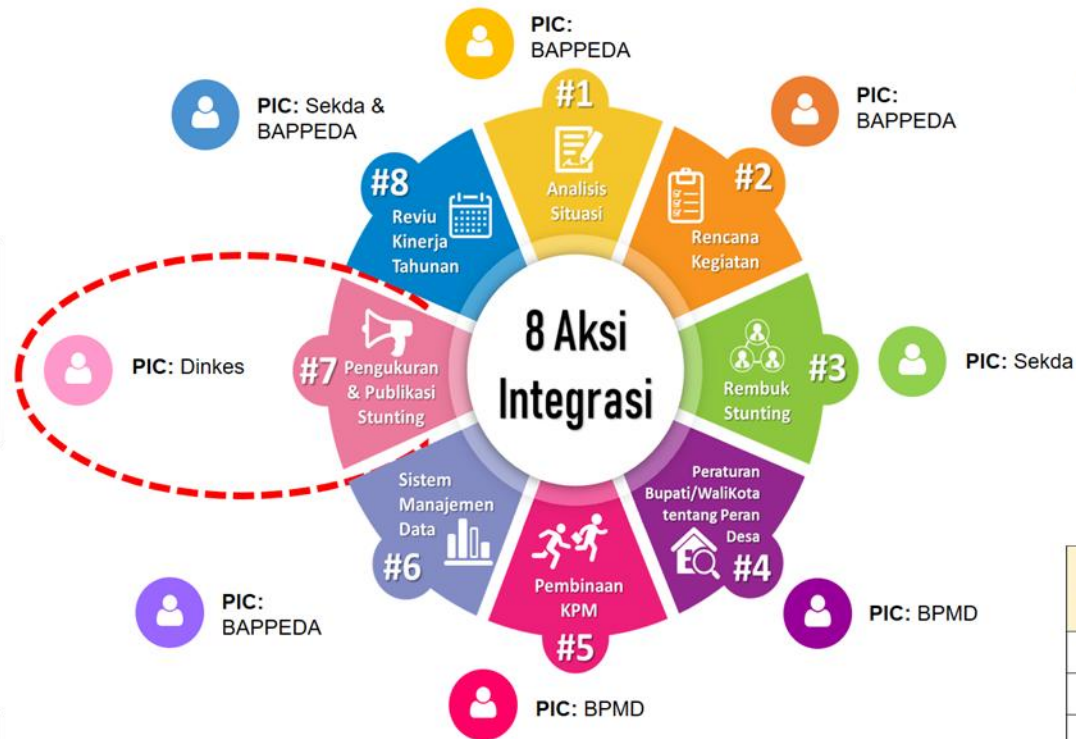 PIC:
BAPPEDA
#1
Analisis
Situasi
PIC:
BAPPEDA
#2
Rencana
Kegiatan
PIC: Sekda
#3
Rembuk
Stunting
PIC: BPMD
Peraturan
Bupati/WaliKota
tentang Peran
Desa
#4
PIC: BPMD
Pembinaan
KPM
#5
PIC:
BAPPEDA
Sistem
Manajemen
Data
#6
PIC: Dinkes
#7
Pengukuran
& Publikasi
Stunting
PIC: Sekda &
BAPPEDA
#8
Reviu
Kinerja
Tahunan
8 Aksi
Integrasi